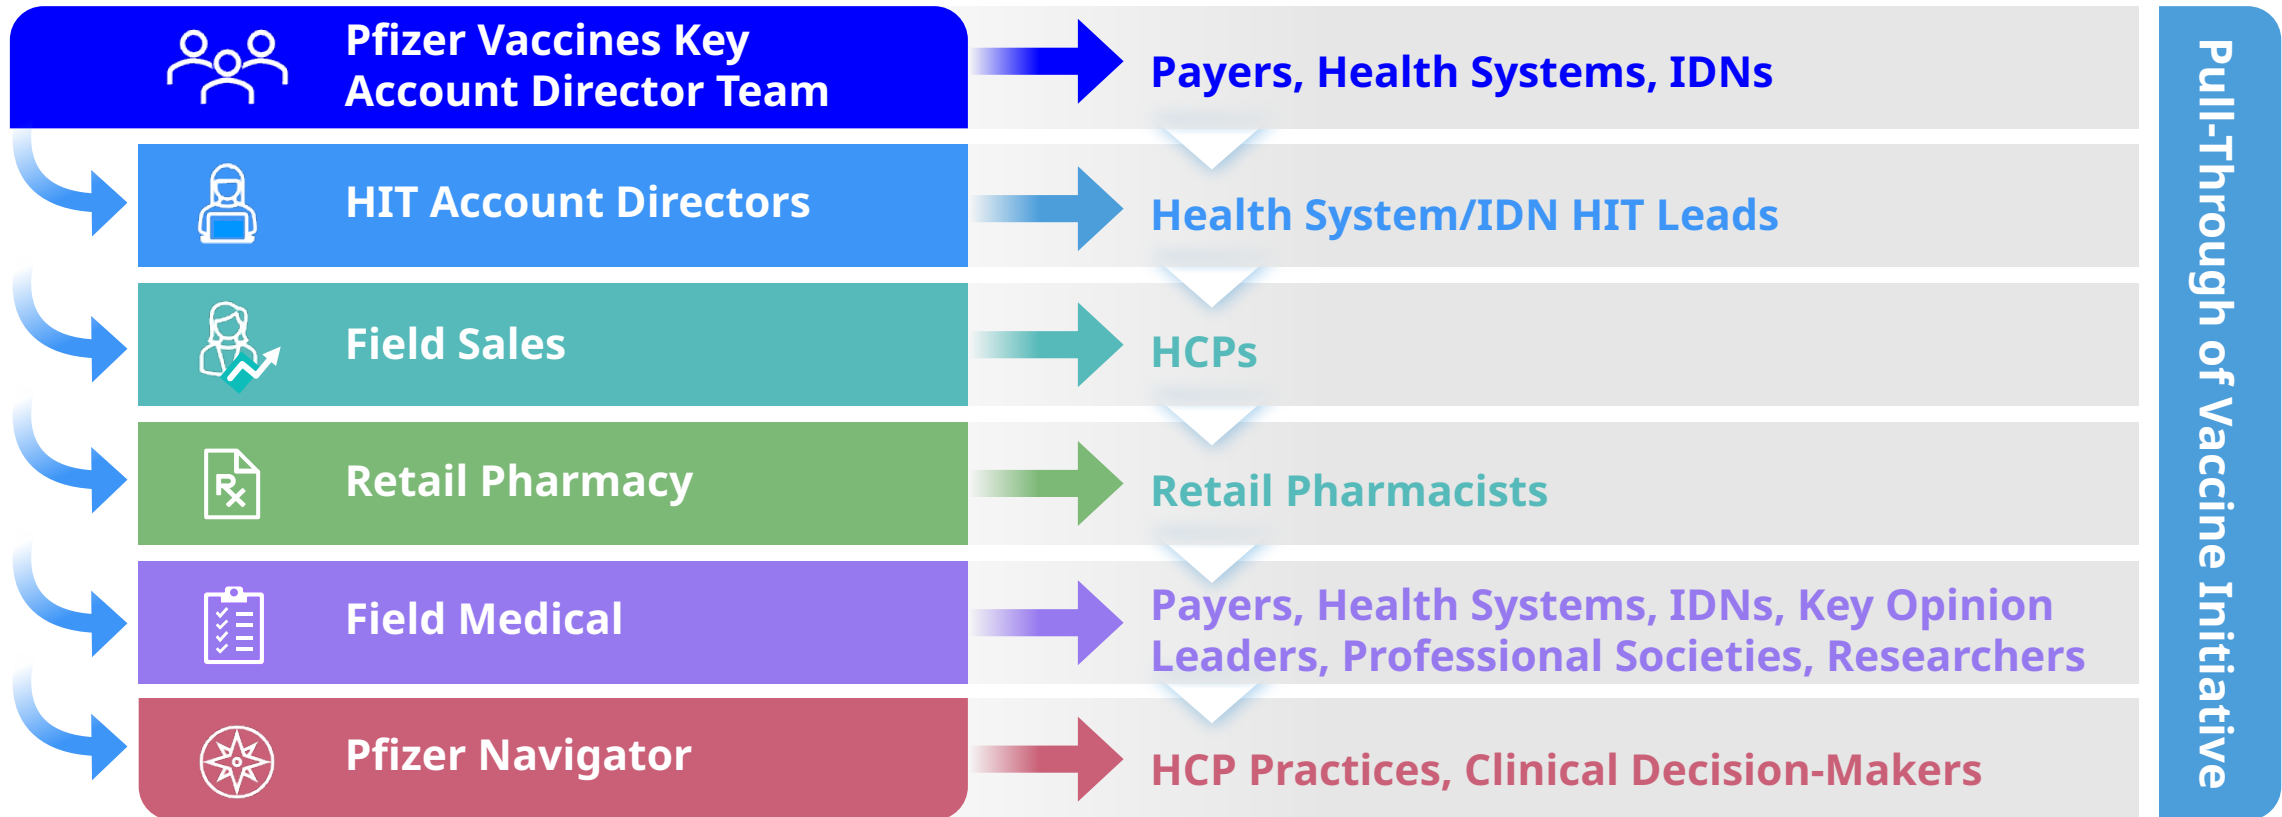 Pfizer Vaccines Key
Account Director Team
Payers, Health Systems, IDNs
HIT Account Directors
Health System/IDN HIT Leads
Field Sales
HCPs
Retail Pharmacy
Rx
Retail Pharmacists
Field Medical
Payers, Health Systems, IDNs, Key Opinion
Leaders, Professional Societies, Researchers
Pfizer Navigator
HCP Practices, Clinical Decision-Makers
Pull-Through of Vaccine Initiative